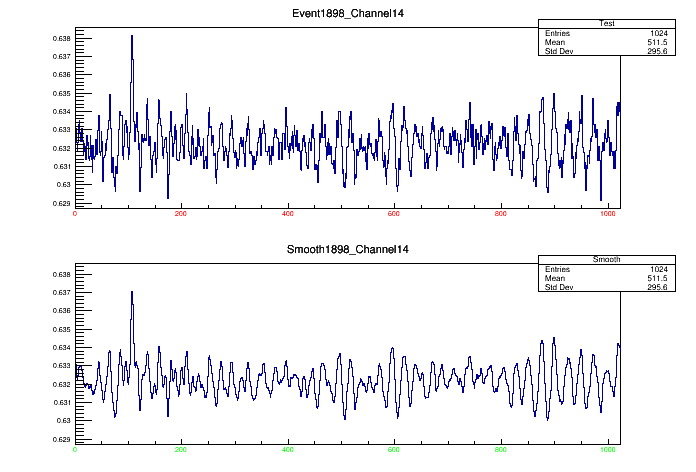 Event1898_Channel14
Test
Entries 1024
Mean 511.5
Std Dev 295.6
0.638
0.637
0.636
0.635
0.634
0.633
0.632
0.631
0.63
0.629
0 200 400 600 800 1000
Smooth1898_Channel14
Smooth
Entries 1024
Mean 511.5
Std Dev 295.6
0.638
0.637
0.636
0.635
0.634
0.633
0.632
0.631
0.63
0.629
0 200 400 600 800 1000